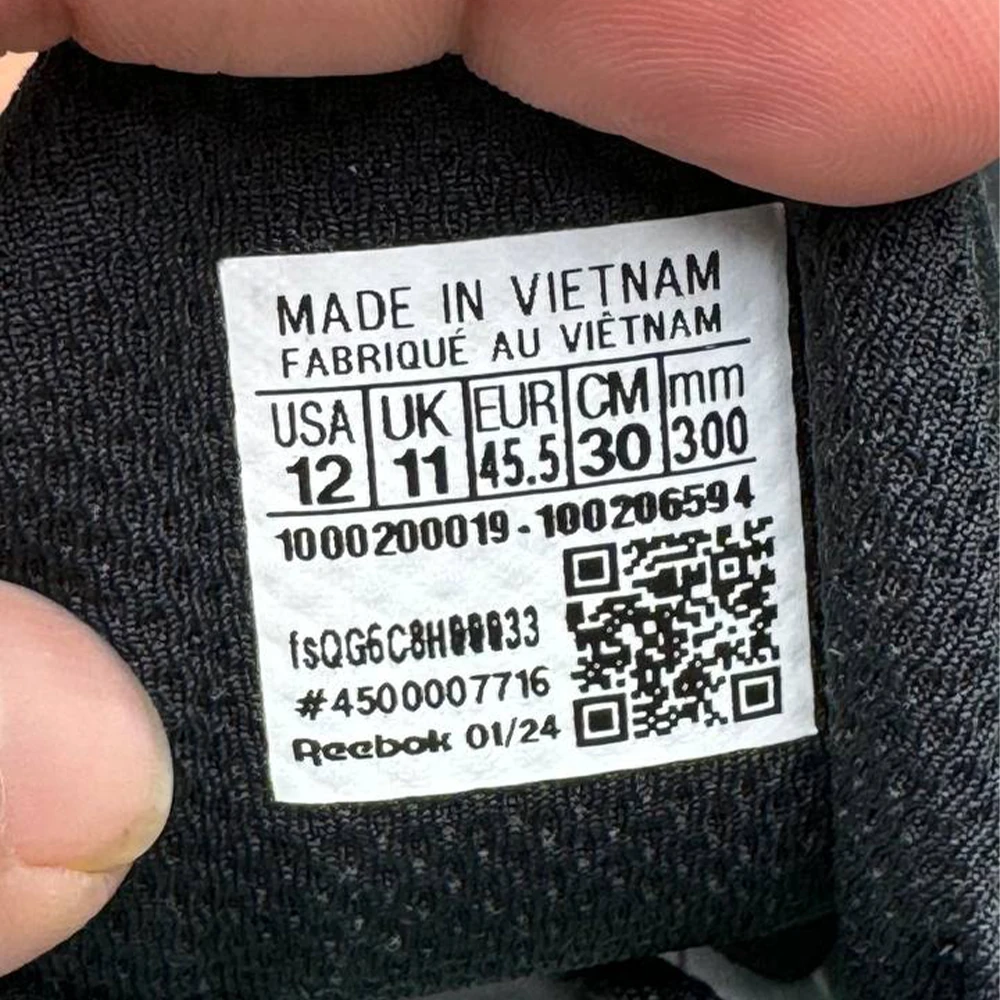 MADE IN VIETNAM
FABRIQUÉ AU VIÊTNAM
USA UK EUR CM mm
12 11 45.5 30 300
1000200019-100206594
#4500007716
Reebok 01/24